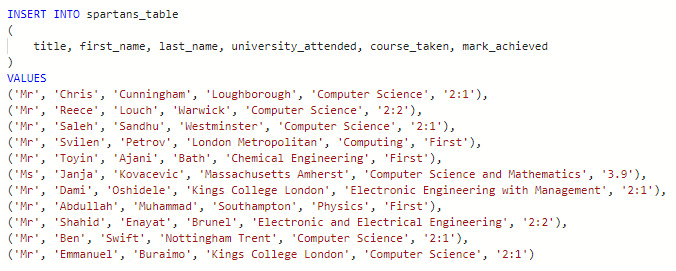 INSERT INTO spartans_table
(
    title, first_name, last_name, university_attended, course_taken, mark_achieved
)
VALUES
('Mr', 'Chris', 'Cunningham', 'Loughborough', 'Computer Science', '2:1'),
('Mr', 'Reece', 'Louch', 'Warwick', 'Computer Science', '2:2'),
('Mr', 'Saleh', 'Sandhu', 'Westminster', 'Computer Science', '2:1'),
('Mr', 'Svilen', 'Petrov', 'London Metropolitan', 'Computing', 'First'),
('Mr', 'Toyin', 'Ajani', 'Bath', 'Chemical Engineering', 'First'),
('Ms', 'Janja', 'Kovacevic', 'Massachusetts Amherst', 'Computer Science and Mathematics', '3.9'),
('Mr', 'Dami', 'Oshidele', 'Kings College London', 'Electronic Engineering with Management', '2:1'),
('Mr', 'Abdullah', 'Muhammad', 'Southampton', 'Physics', 'First'),
('Mr', 'Shahid', 'Enayat', 'Brunel', 'Electronic and Electrical Engineering', '2:2'),
('Mr', 'Ben', 'Swift', 'Nottingham Trent', 'Computer Science', '2:1'),
('Mr', 'Emmanuel', 'Buraimo', 'Kings College London', 'Computer Science', '2:1')